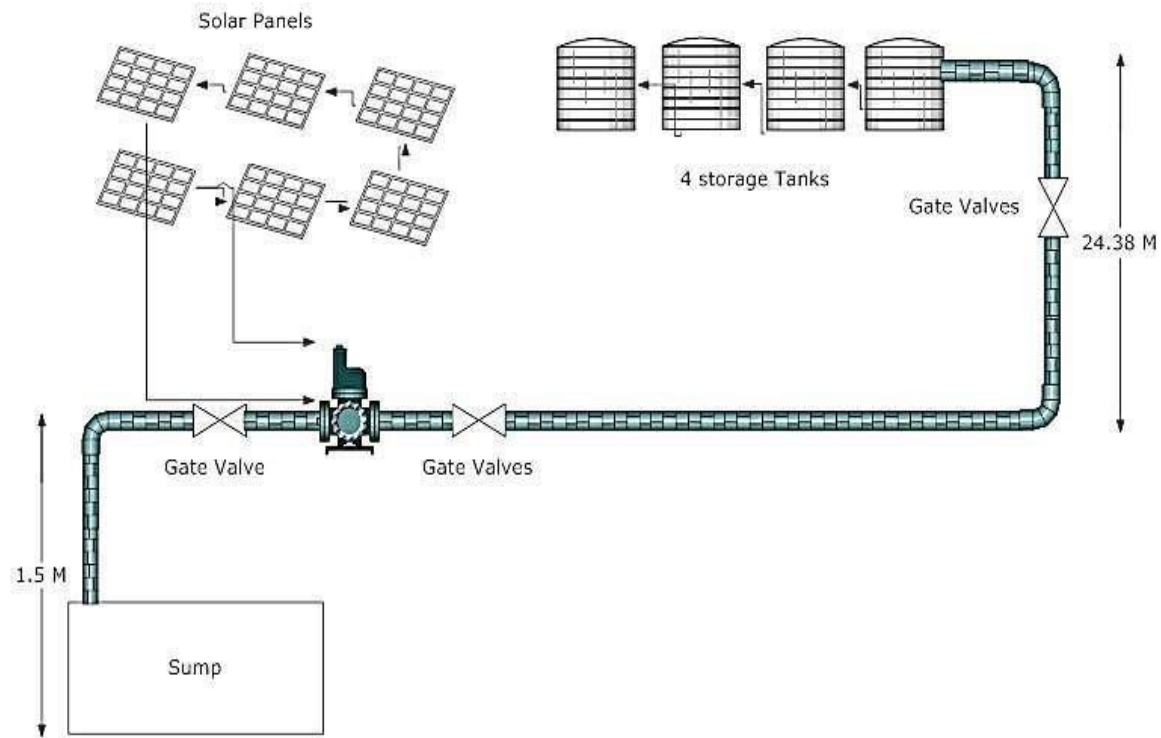 Solar Panels
4 storage Tanks
Gate Valves
24.38 M
Gate Valve
Gate Valves
1.5 M
Sump